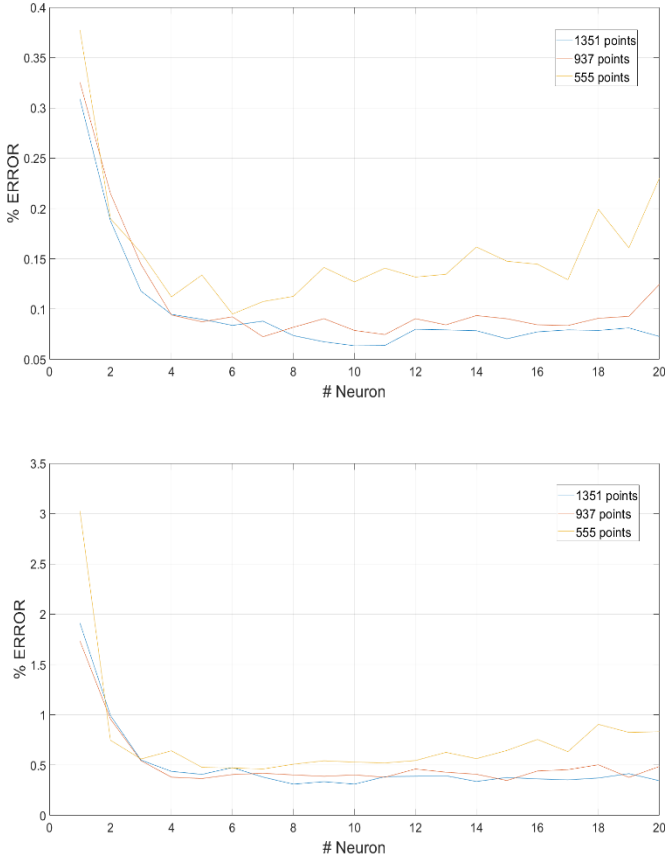 0.4
0.35
0.3
0.25
0.2
0.15
0.1
0.05
% ERROR
1351 points
937 points
555 points
0 2 4 6 8 10 12 14 16 18 20
# Neuron
3.5
3
2.5
2
1.5
1
0.5
0
% ERROR
1351 points
937 points
555 points
0 2 4 6 8 10 12 14 16 18 20
# Neuron